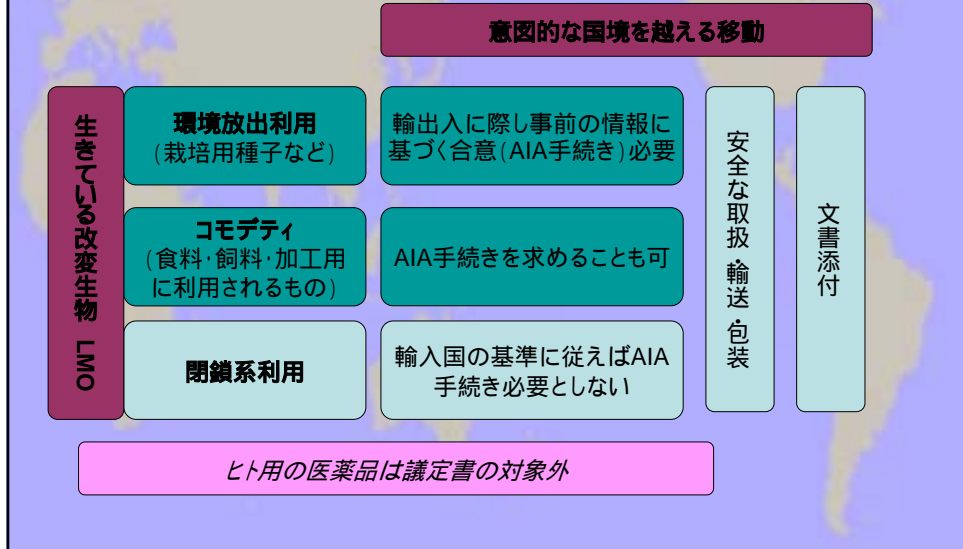 意図的な国境を越える移動
生きている改変生物 LMO
環境放出利用
(栽培用種子など)
輸出入に際し事前の情報に
基づく合意(AIA手続き)必要
コモデティ
(食料・飼料・加工用
に利用されるもの)
AIA手続きを求めることも可
閉鎖系利用
輸入国の基準に従えばAIA
手続き必要としない
安全な取扱・輸送・包装
文書添付
ヒト用の医薬品は議定書の対象外